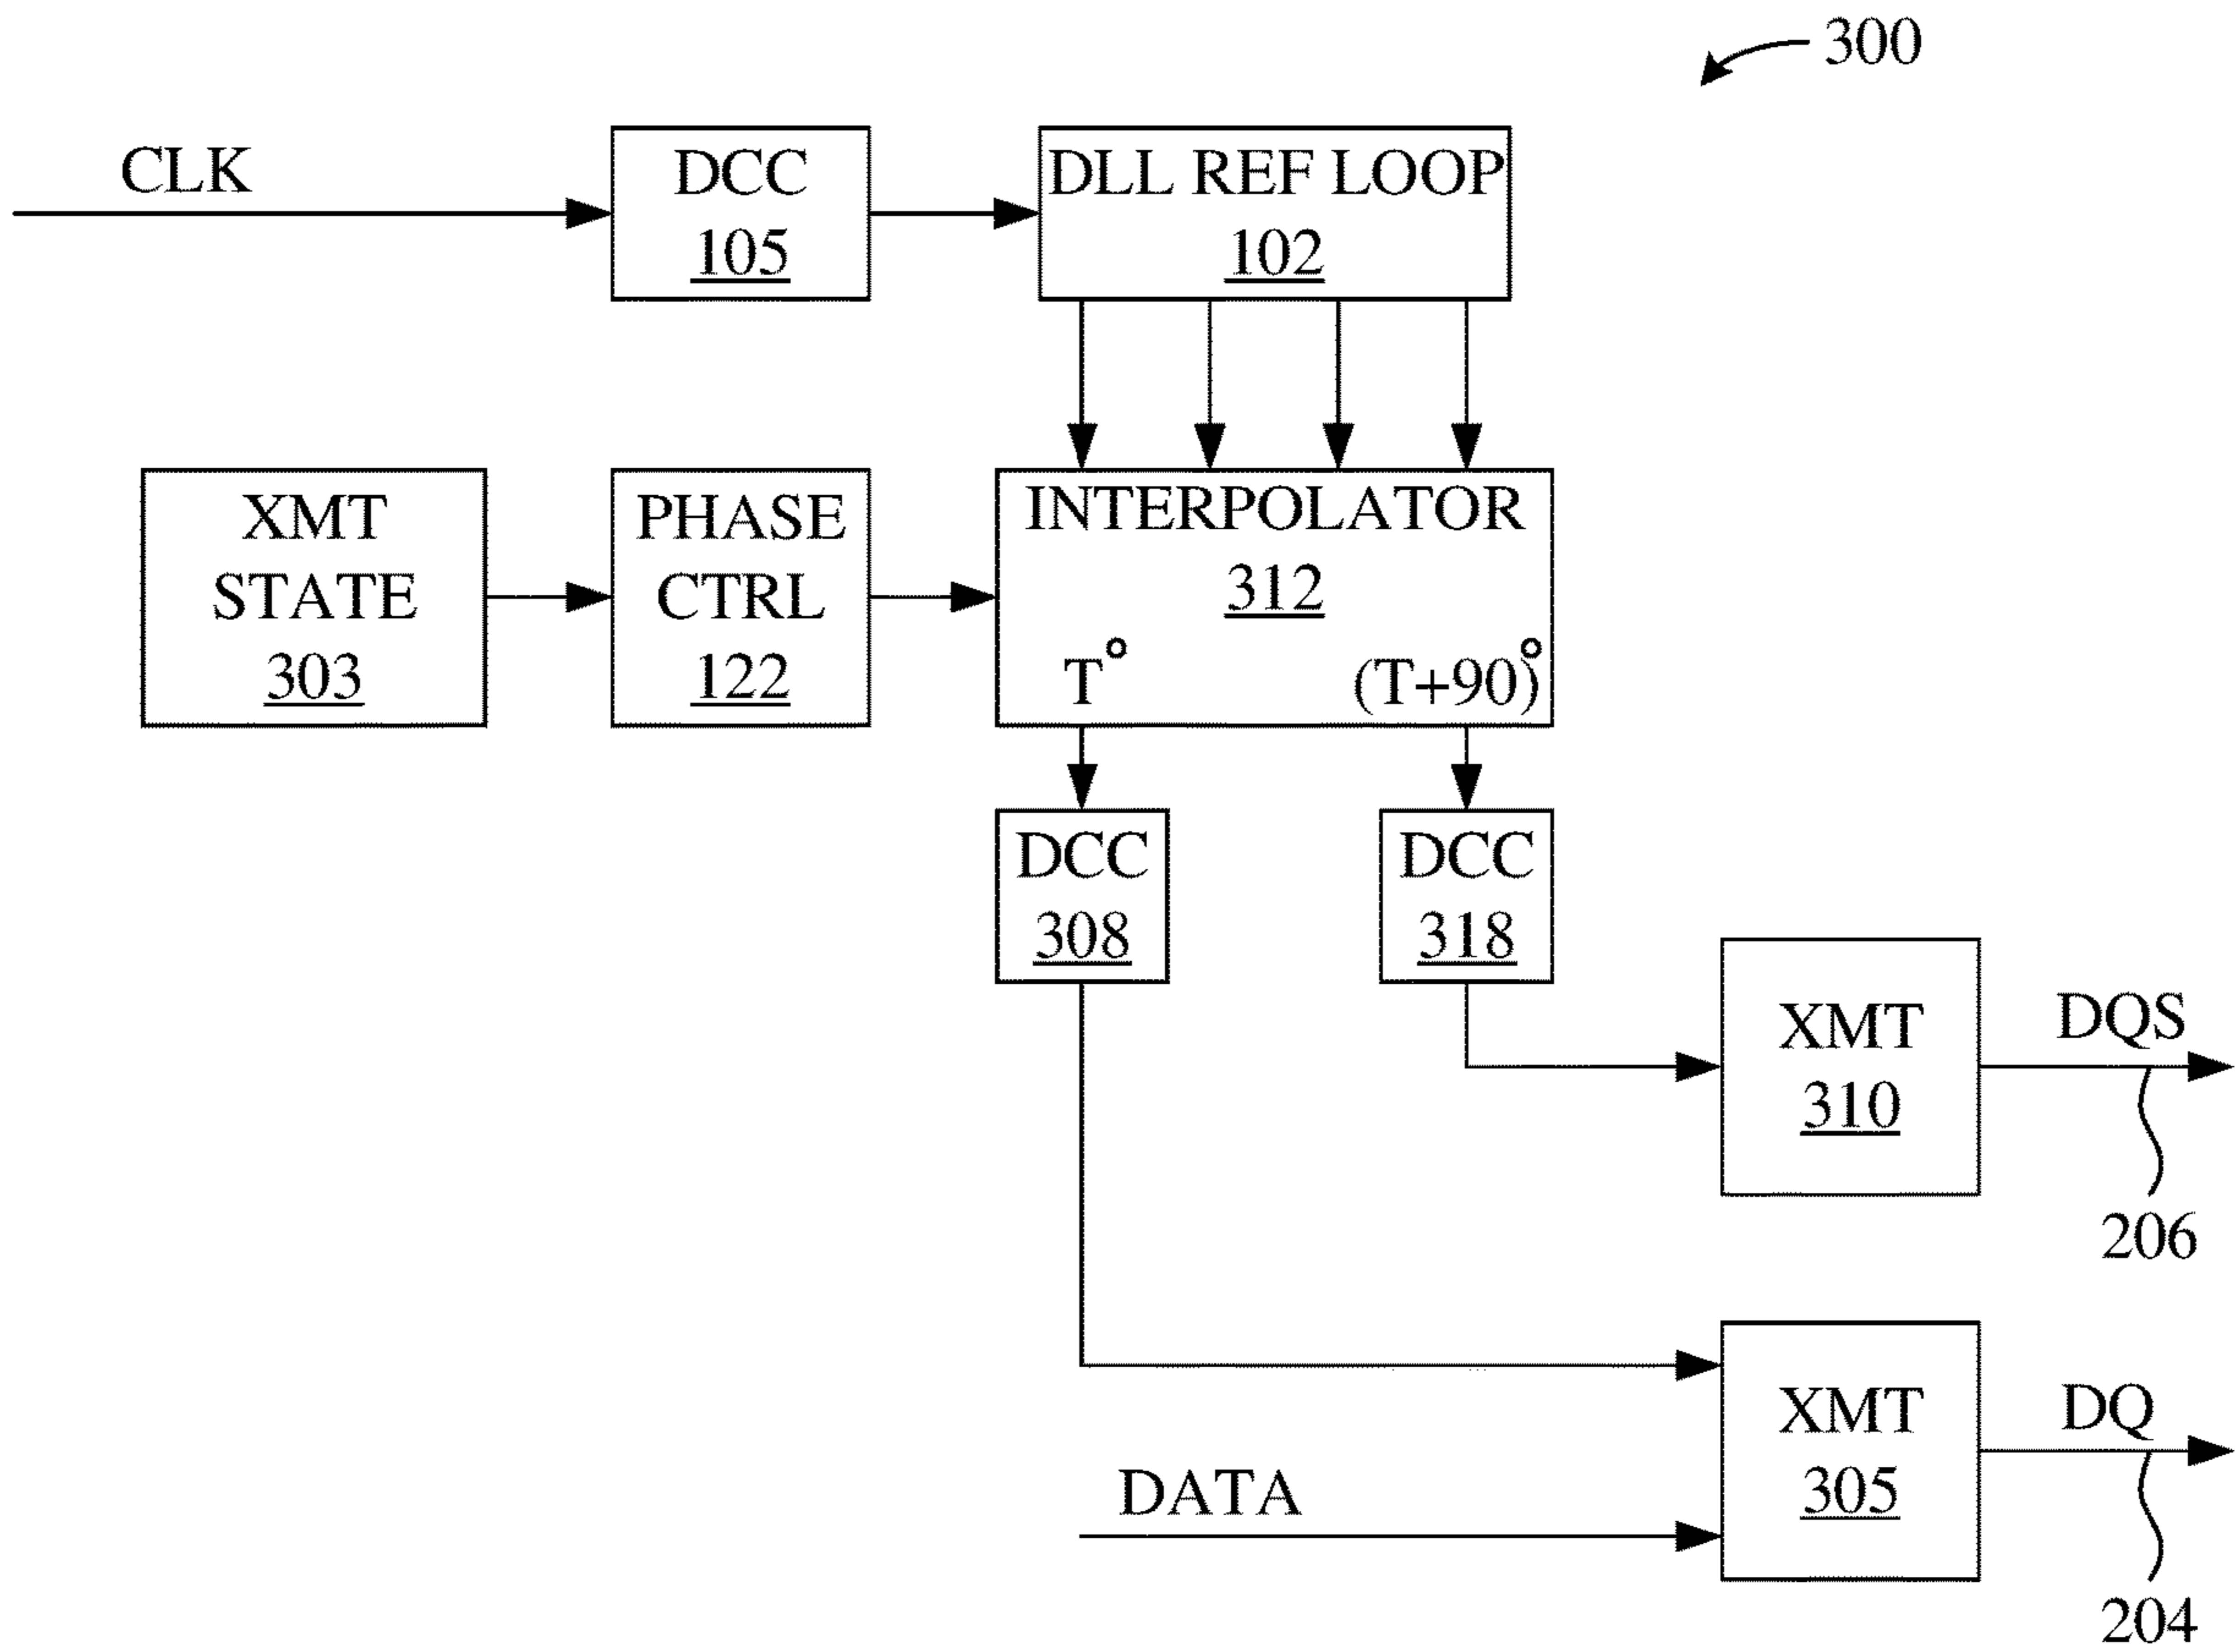 300
CLK
DCC
105
DLL REF LOOP
102
XMT
STATE
303
PHASE
CTRL
122
INTERPOLATOR
312
T° (T+90)°
DCC
308
DCC
318
XMT
310
DQS
206
XMT
305
DQ
204
DATA